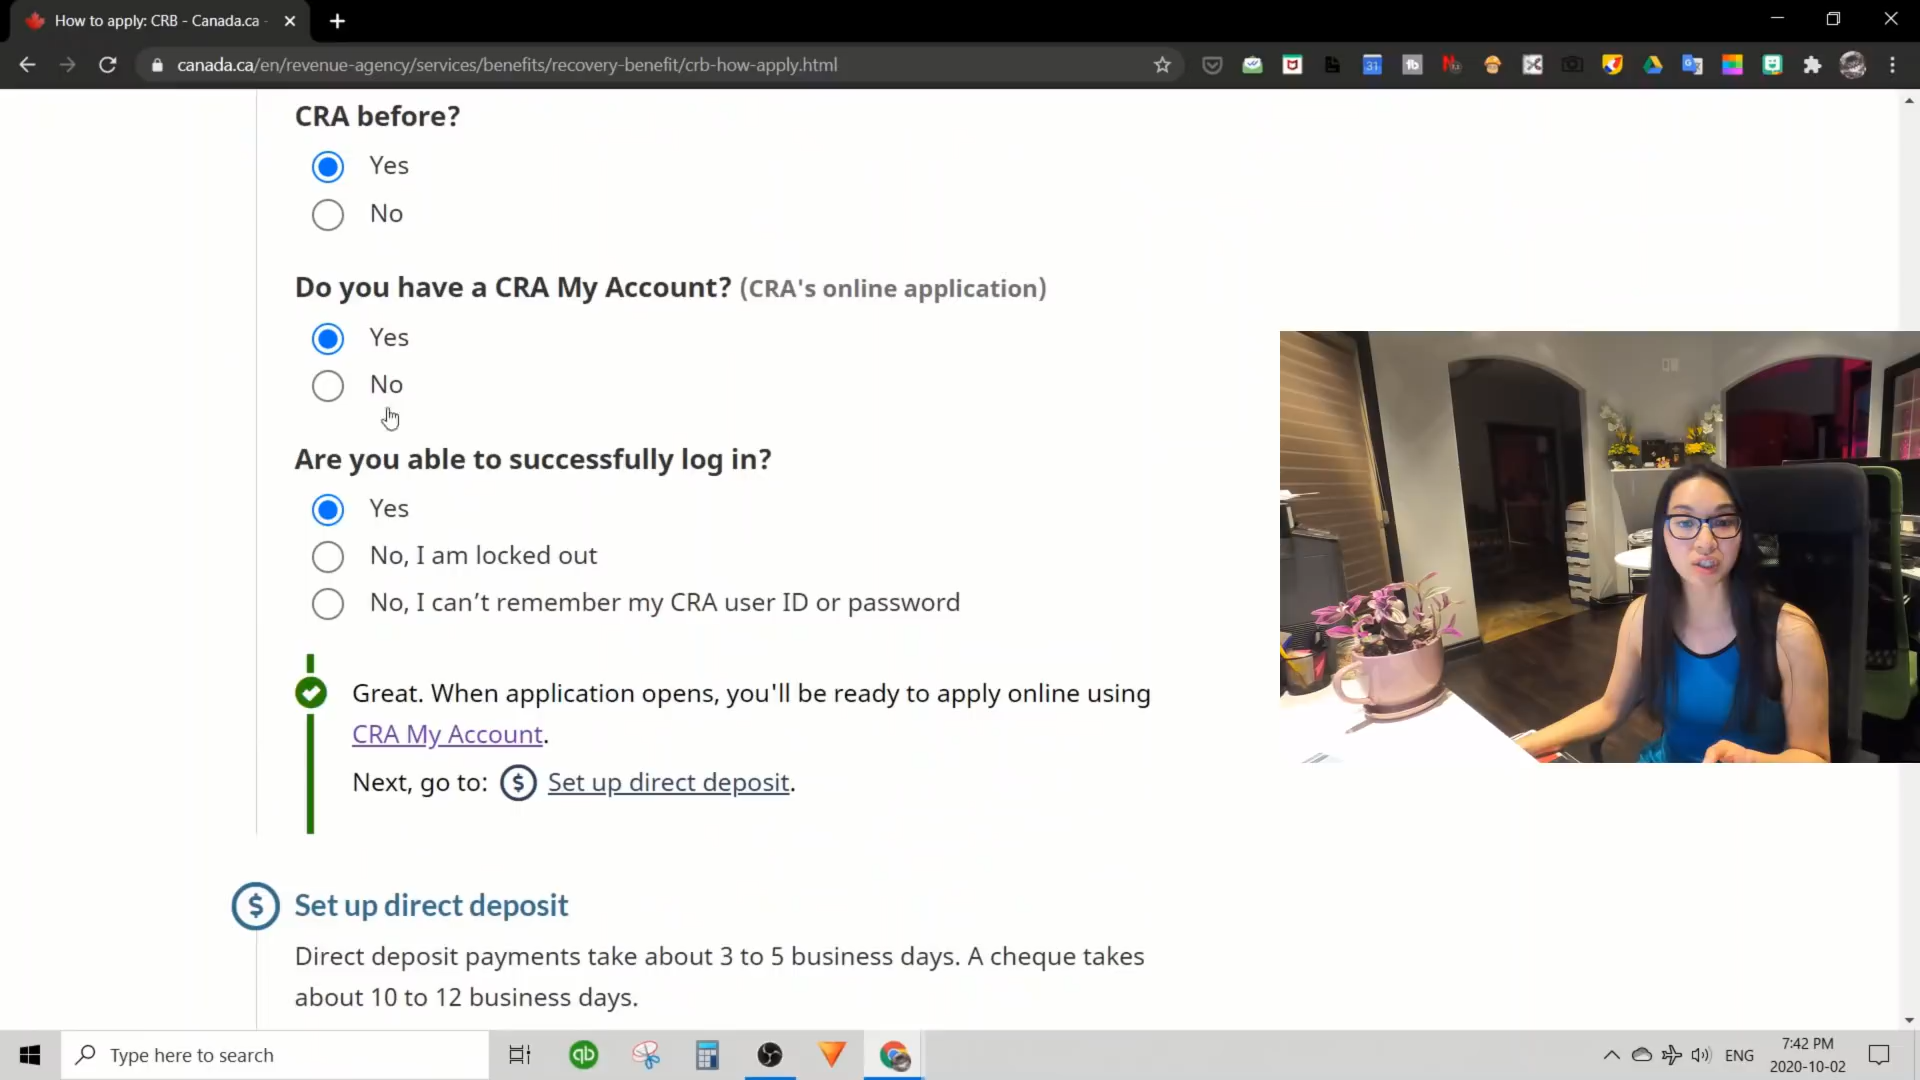 How to apply: CRB - Canada.ca -
canada.ca/en/revenue-agency/services/benefits/recovery-benefit/crb-how-apply.html
CRA before?
Yes
No
Do you have a CRA My Account? (CRA's online application)
Yes
No
Are you able to successfully log in?
Yes
No, I am locked out
No, I can’t remember my CRA user ID or password
Great. When application opens, you'll be ready to apply online using
CRA My Account.
Next, go to: $ Set up direct deposit.
$ Set up direct deposit
Direct deposit payments take about 3 to 5 business days. A cheque takes
about 10 to 12 business days.
Type here to search
qb
ENG
7:42 PM
2020-10-02